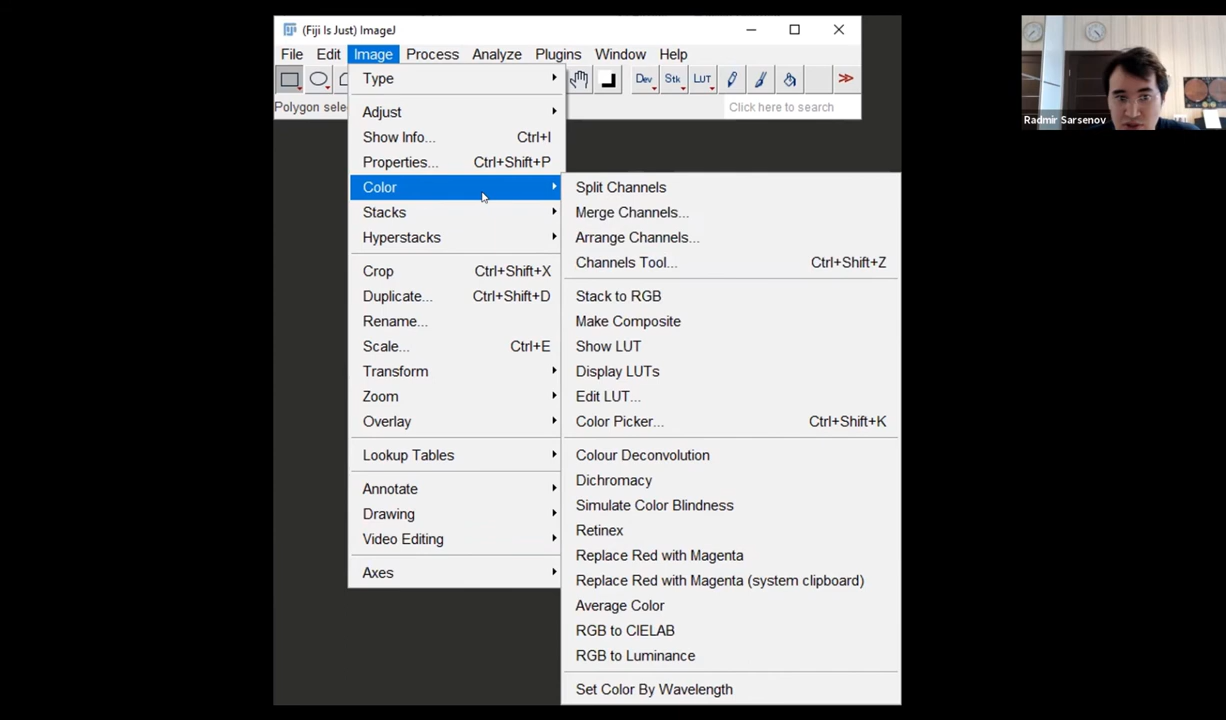 (Fiji Is Just) ImageJ
File Edit Image Process Analyze Plugins Window Help
Dev Stk LUT
Polygon sele
Click here to search
Type
Adjust
Show Info... Ctrl+I
Properties... Ctrl+Shift+P
Color
Stacks
Hyperstacks
Crop Ctrl+Shift+X
Duplicate... Ctrl+Shift+D
Rename...
Scale... Ctrl+E
Transform
Zoom
Overlay
Lookup Tables
Annotate
Drawing
Video Editing
Axes
Split Channels
Merge Channels...
Arrange Channels...
Channels Tool... Ctrl+Shift+Z
Stack to RGB
Make Composite
Show LUT
Display LUTs
Edit LUT...
Color Picker... Ctrl+Shift+K
Colour Deconvolution
Dichromacy
Simulate Color Blindness
Retinex
Replace Red with Magenta
Replace Red with Magenta (system clipboard)
Average Color
RGB to CIELAB
RGB to Luminance
Set Color By Wavelength
Radmir Sarsenov